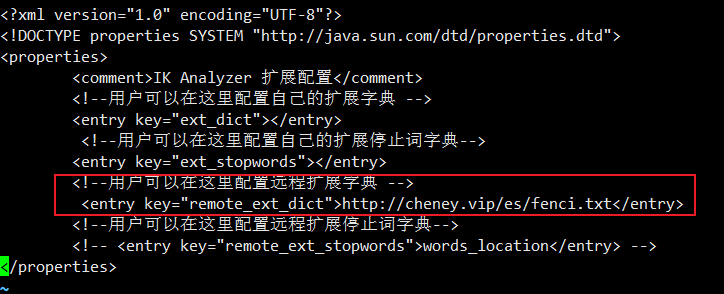 <?xml version="1.0" encoding="UTF-8"?>
<!DOCTYPE properties SYSTEM "http://java.sun.com/dtd/properties.dtd">
<properties>
        <comment>IK Analyzer 扩展配置</comment>
        <!--用户可以在这里配置自己的扩展字典 -->
        <entry key="ext_dict"></entry>
         <!--用户可以在这里配置自己的扩展停止词字典-->
        <entry key="ext_stopwords"></entry>
        <!--用户可以在这里配置远程扩展字典 -->
         <entry key="remote_ext_dict">http://cheney.vip/es/fenci.txt</entry>
        <!--用户可以在这里配置远程扩展停止词字典-->
        <!-- <entry key="remote_ext_stopwords">words_location</entry> -->
</properties>
~